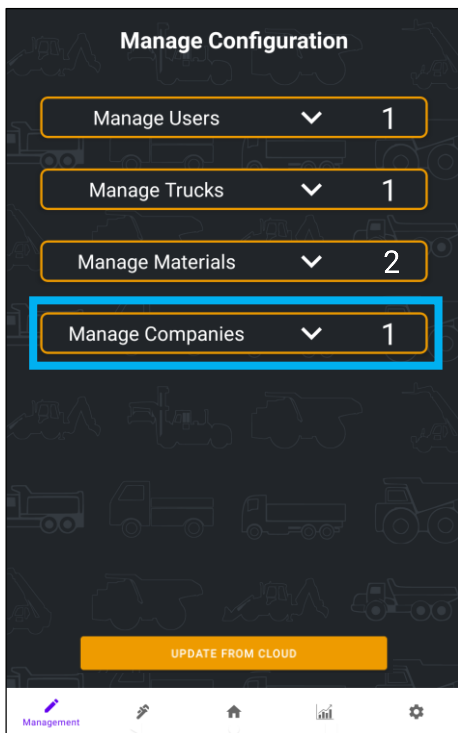 Manage Configuration
Manage Users 1
Manage Trucks 1
Manage Materials 2
Manage Companies 1
UPDATE FROM CLOUD
Management